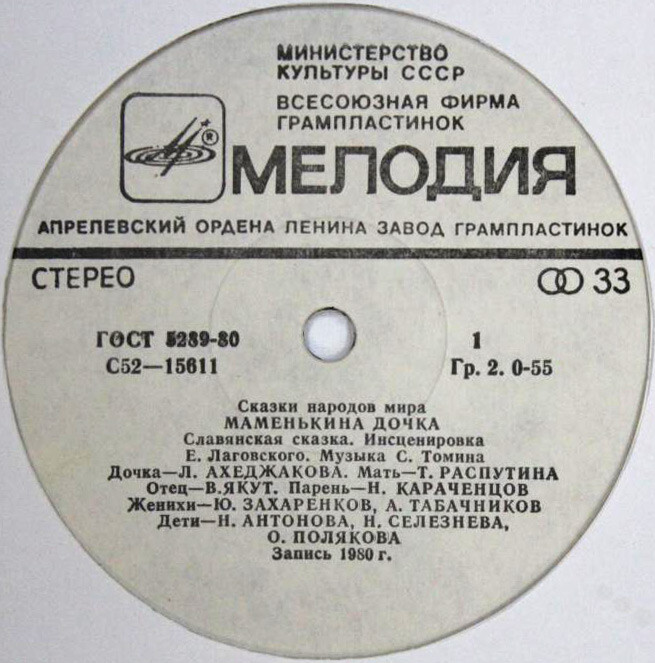 МИНИСТЕРСТВО
КУЛЬТУРЫ СССР
ВСЕСОЮЗНАЯ ФИРМА
ГРАМПЛАСТИНОК
®
МЕЛОДИЯ
АПРЕЛЕВСКИЙ ОРДЕНА ЛЕНИНА ЗАВОД ГРАМПЛАСТИНОК
СТЕРЕО 33
ГОСТ 5289-80 1
С52—15611 Гр. 2. 0-55
Сказки народов мира
МАМЕНЬКИНА ДОЧКА
Славянская сказка. Инсценировка
Е. Лаговского. Музыка С. Томина
Дочка—Л. АХЕДЖАКОВА. Мать—Т. РАСПУТИНА
Отец—В. ЯКУТ. Парень—Н. КАРАЧЕНЦОВ
Женихи—Ю. ЗАХАРЕНКОВ, А. ТАБАЧНИКОВ
Дети—Н. АНТОНОВА, Н. СЕЛЕЗНЕВА,
О. ПОЛЯКОВА
Запись 1980 г.